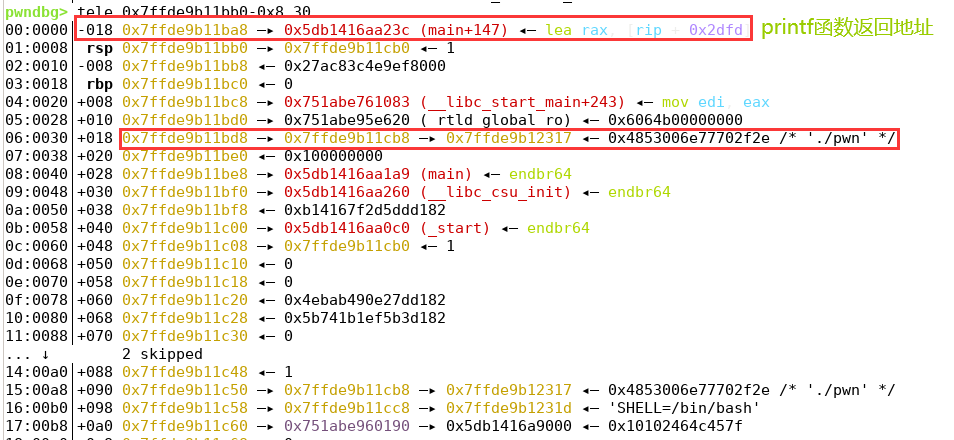 pwndbg> tele 0x7ffde9b11bb0-0x8 30
00:0000│-018 0x7ffde9b11ba8 —▸ 0x5db1416aa23c (main+147) ◂— lea rax, [rip + 0x2dfd] printf函数返回地址
01:0008│ rsp 0x7ffde9b11bb0 —▸ 0x7ffde9b11cb0 ◂— 1
02:0010│-008 0x7ffde9b11bb8 ◂— 0x27ac83c4e9ef8000
03:0018│ rbp 0x7ffde9b11bc0 ◂— 0
04:0020│+008 0x7ffde9b11bc8 —▸ 0x751abe761083 (__libc_start_main+243) ◂— mov edi, eax
05:0028│+010 0x7ffde9b11bd0 —▸ 0x751abe95e620 (_rtld_global_ro) ◂— 0x6064b00000000
06:0030│+018 0x7ffde9b11bd8 —▸ 0x7ffde9b11cb8 —▸ 0x7ffde9b12317 ◂— 0x4853006e77702f2e /* './pwn' */
07:0038│+020 0x7ffde9b11be0 ◂— 0x100000000
08:0040│+028 0x7ffde9b11be8 —▸ 0x5db1416aa1a9 (main) ◂— endbr64
09:0048│+030 0x7ffde9b11bf0 —▸ 0x5db1416aa260 (__libc_csu_init) ◂— endbr64
0a:0050│+038 0x7ffde9b11bf8 ◂— 0xb14167f2d5ddd182
0b:0058│+040 0x7ffde9b11c00 —▸ 0x5db1416aa0c0 (_start) ◂— endbr64
0c:0060│+048 0x7ffde9b11c08 —▸ 0x7ffde9b11cb0 ◂— 1
0d:0068│+050 0x7ffde9b11c10 ◂— 0
0e:0070│+058 0x7ffde9b11c18 ◂— 0
0f:0078│+060 0x7ffde9b11c20 ◂— 0x4ebab490e27dd182
10:0080│+068 0x7ffde9b11c28 ◂— 0x5b741b1ef5b3d182
11:0088│+070 0x7ffde9b11c30 ◂— 0
... ↓ 2 skipped
14:00a0│+088 0x7ffde9b11c48 ◂— 1
15:00a8│+090 0x7ffde9b11c50 —▸ 0x7ffde9b11cb8 —▸ 0x7ffde9b12317 ◂— 0x4853006e77702f2e /* './pwn' */
16:00b0│+098 0x7ffde9b11c58 —▸ 0x7ffde9b11cc8 —▸ 0x7ffde9b1231d ◂— 'SHELL=/bin/bash'
17:00b8│+0a0 0x7ffde9b11c60 —▸ 0x751abe960190 —▸ 0x5db1416a9000 ◂— 0x10102464c457f